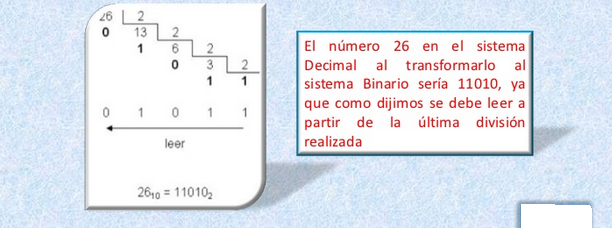 26 2
0 13 2
1 6 2
0 3 2
1 1
0 1 0 1 1
leer
26₁₀ = 11010₂
El número 26 en el sistema
Decimal al transformarlo al
sistema Binario sería 11010, ya
que como dijimos se debe leer a
partir de la última división
realizada